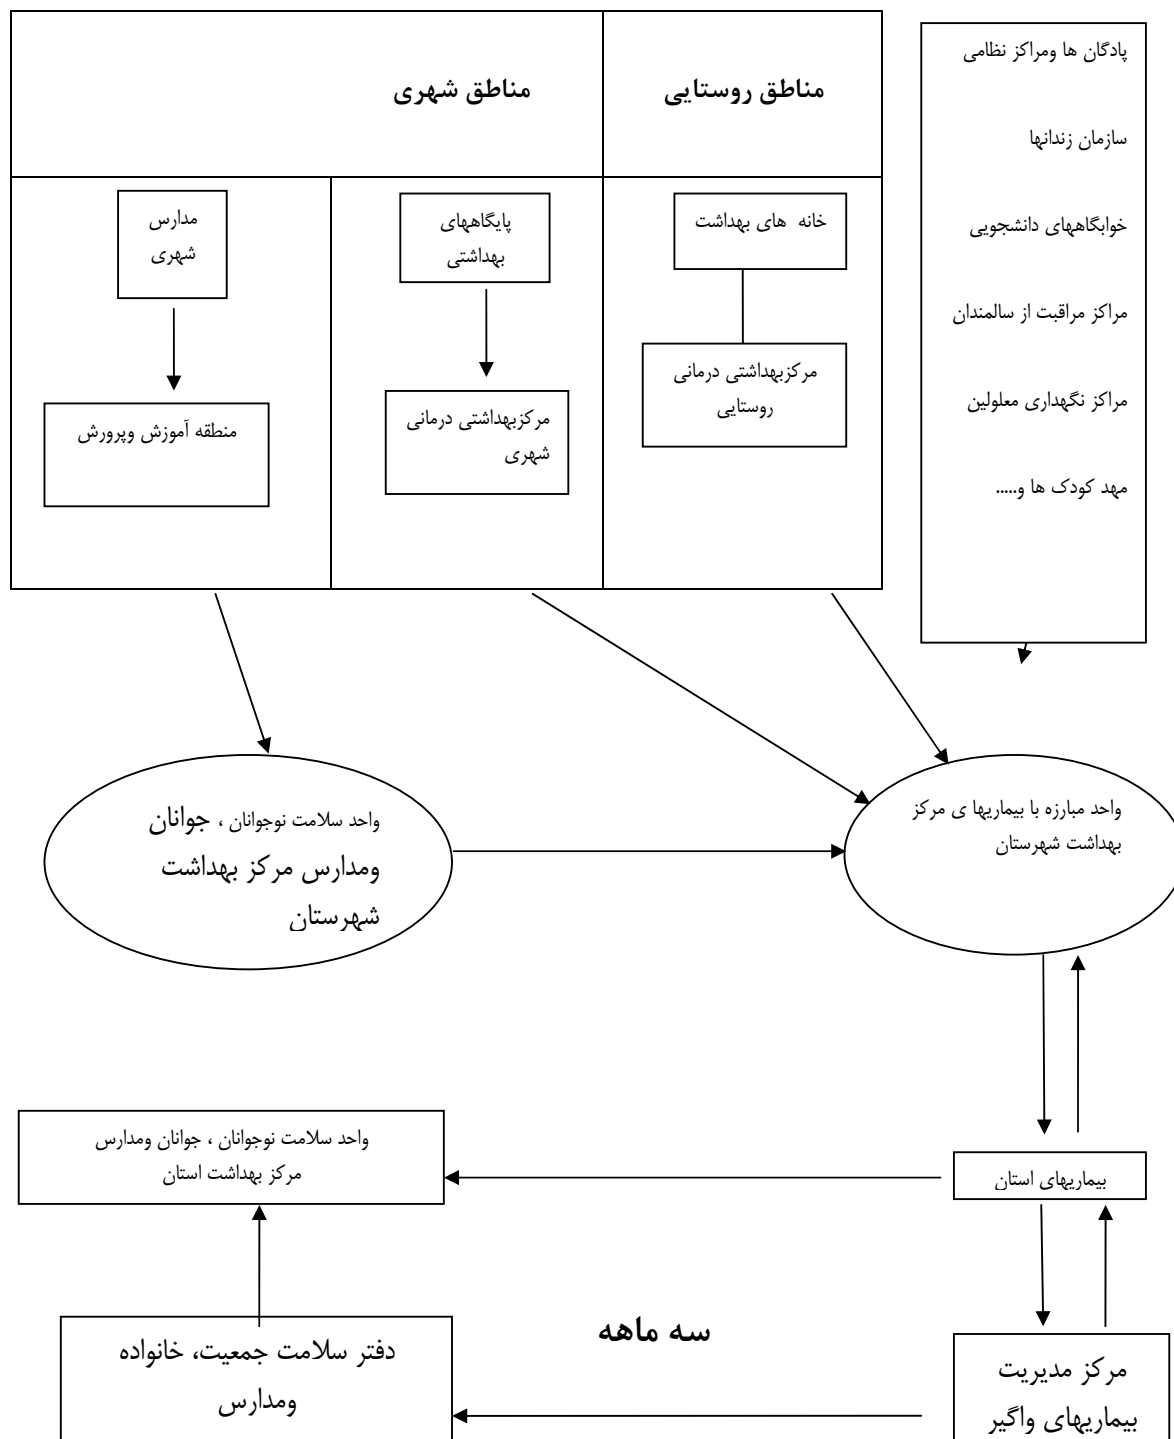 پادگان ها ومراکز نظامی
سازمان زندانها
خوابگاههای دانشجویی
مراکز مراقبت از سالمندان
مراکز نگهداری معلولین
مهد کودک ها و.....
مناطق روستایی
مناطق شهری
خانه های بهداشت
مرکزبهداشتی درمانی
روستایی
پایگاههای
بهداشتی
مرکزبهداشتی درمانی
شهری
مدارس
شهری
منطقه آموزش وپرورش
واحد مبارزه با بیماریها ی مرکز
بهداشت شهرستان
واحد سلامت نوجوانان ، جوانان
ومدارس مرکز بهداشت
شهرستان
بیماریهای استان
واحد سلامت نوجوانان ، جوانان ومدارس
مرکز بهداشت استان
سه ماهه
مرکز مدیریت
بیماریهای واگیر
دفتر سلامت جمعیت، خانواده
ومدارس